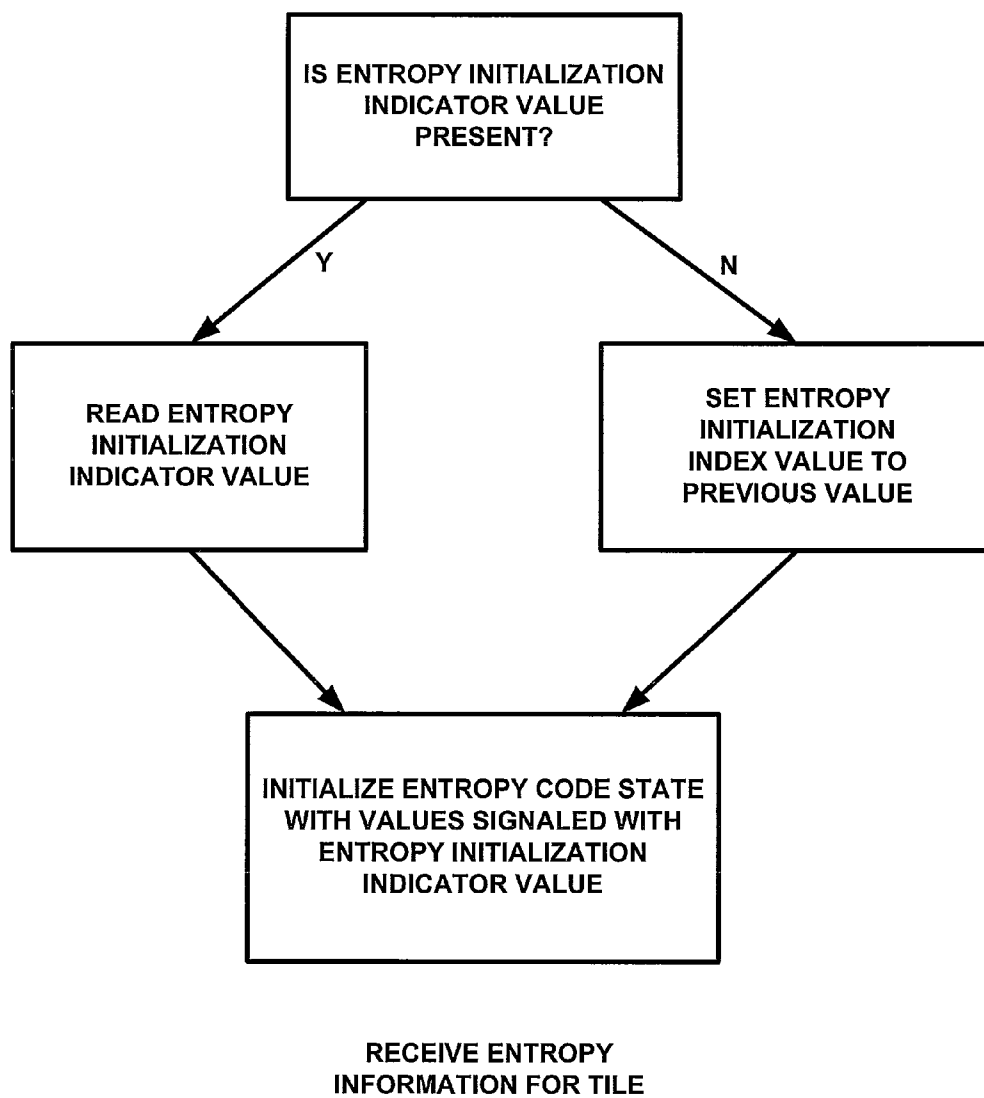 IS ENTROPY INITIALIZATION
INDICATOR VALUE
PRESENT?
Y
N
READ ENTROPY
INITIALIZATION
INDICATOR VALUE
SET ENTROPY
INITIALIZATION
INDEX VALUE TO
PREVIOUS VALUE
INITIALIZE ENTROPY CODE STATE
WITH VALUES SIGNALED WITH
ENTROPY INITIALIZATION
INDICATOR VALUE
RECEIVE ENTROPY
INFORMATION FOR TILE